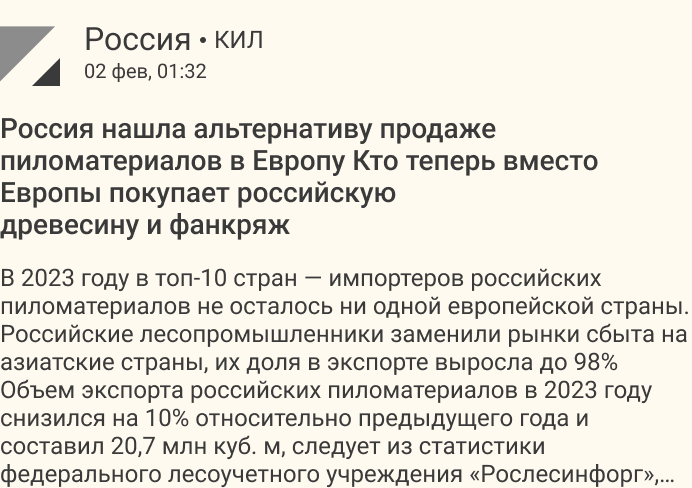 Россия • КИЛ
02 фев, 01:32
Россия нашла альтернативу продаже
пиломатериалов в Европу Кто теперь вместо
Европы покупает российскую
древесину и фанкряж
В 2023 году в топ-10 стран — импортеров российских
пиломатериалов не осталось ни одной европейской страны.
Российские лесопромышленники заменили рынки сбыта на
азиатские страны, их доля в экспорте выросла до 98%
Объем экспорта российских пиломатериалов в 2023 году
снизился на 10% относительно предыдущего года и
составил 20,7 млн куб. м, следует из статистики
федерального лесоучетного учреждения «Рослесинфорг»,...